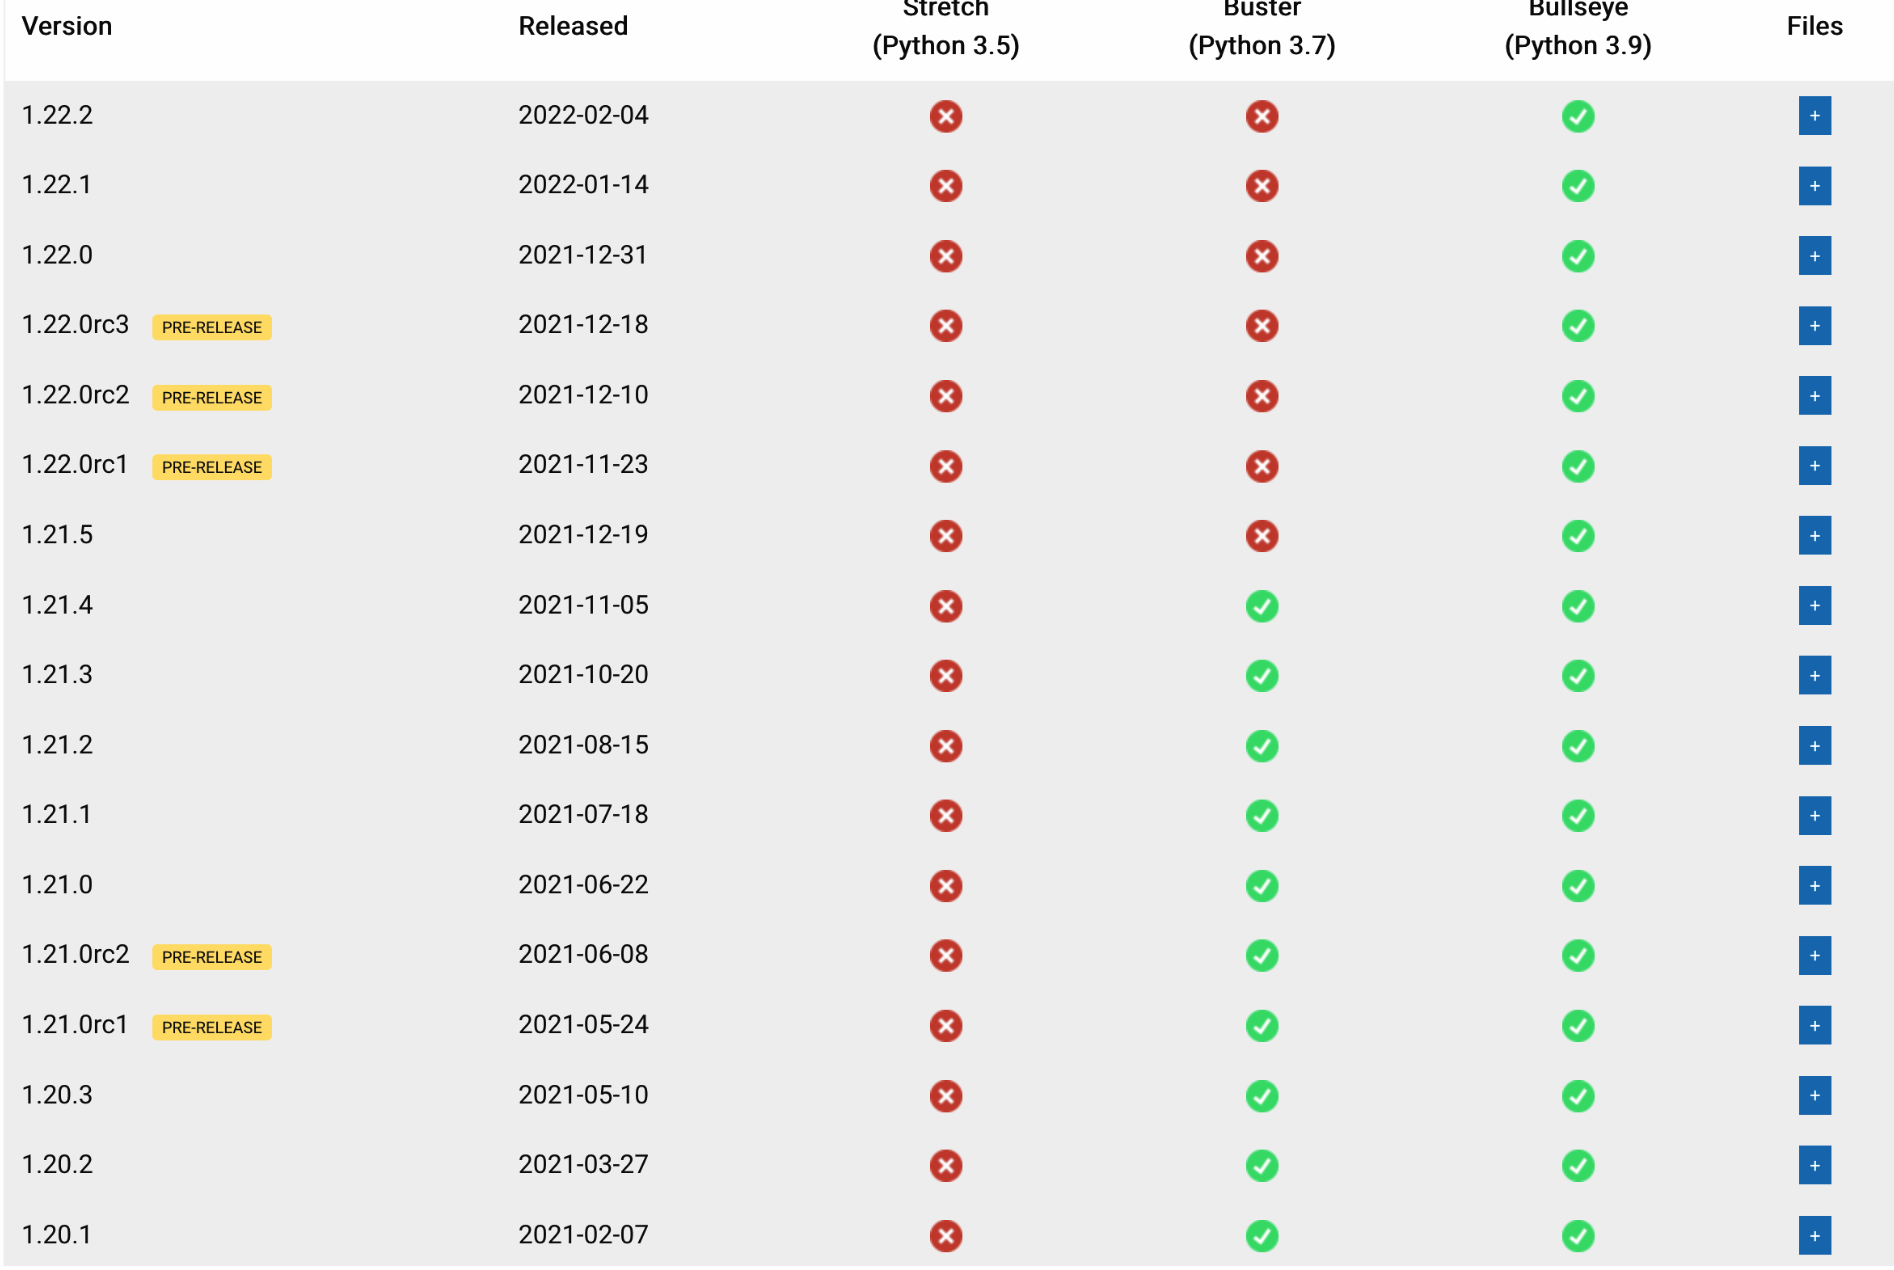 Version Released Stretch (Python 3.5) Buster (Python 3.7) Bullseye (Python 3.9) Files
1.22.2 2022-02-04 +
1.22.1 2022-01-14 +
1.22.0 2021-12-31 +
1.22.0rc3 PRE-RELEASE 2021-12-18 +
1.22.0rc2 PRE-RELEASE 2021-12-10 +
1.22.0rc1 PRE-RELEASE 2021-11-23 +
1.21.5 2021-12-19 +
1.21.4 2021-11-05 +
1.21.3 2021-10-20 +
1.21.2 2021-08-15 +
1.21.1 2021-07-18 +
1.21.0 2021-06-22 +
1.21.0rc2 PRE-RELEASE 2021-06-08 +
1.21.0rc1 PRE-RELEASE 2021-05-24 +
1.20.3 2021-05-10 +
1.20.2 2021-03-27 +
1.20.1 2021-02-07 +